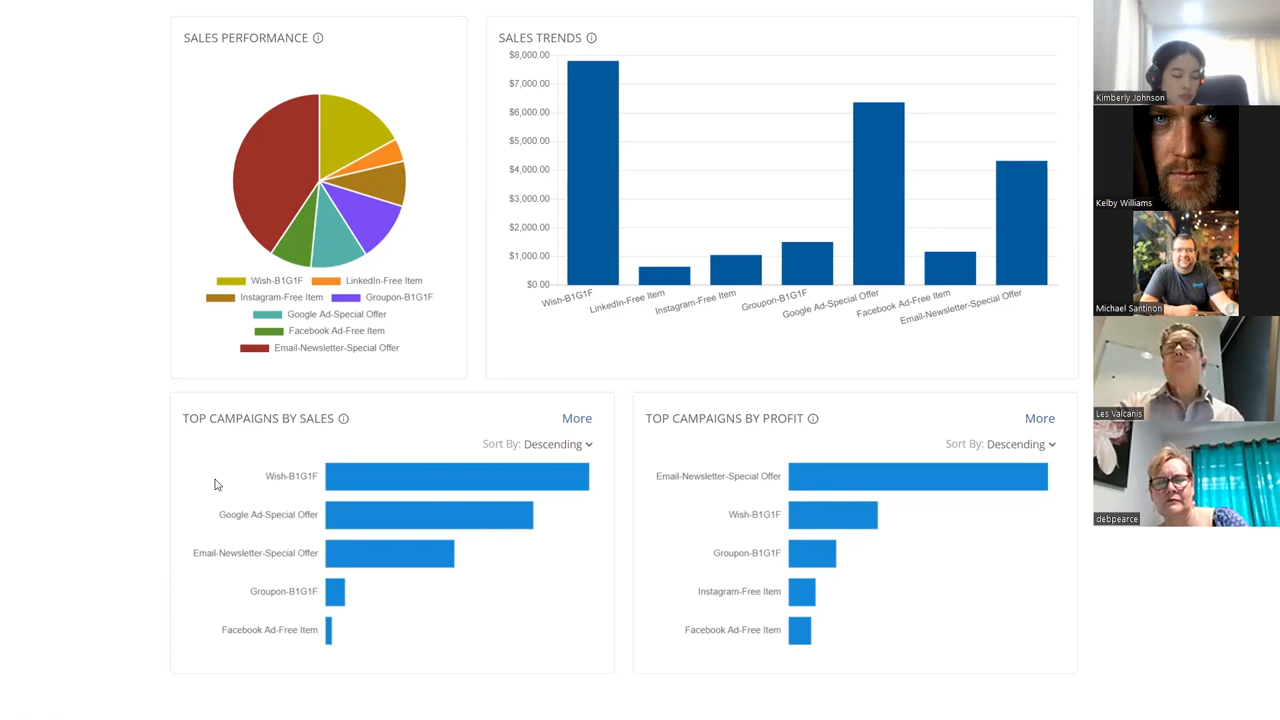 SALES PERFORMANCE
Wish-B1G1F
LinkedIn-Free Item
Instagram-Free Item
Groupon-B1G1F
Google Ad-Special Offer
Facebook Ad-Free Item
Email-Newsletter-Special Offer
SALES TRENDS
$8,000.00
$7,000.00
$6,000.00
$5,000.00
$4,000.00
$3,000.00
$2,000.00
$1,000.00
$0.00
Wish-B1G1F
LinkedIn-Free Item
Instagram-Free Item
Groupon-B1G1F
Google Ad-Special Offer
Facebook Ad-Free Item
Email-Newsletter-Special Offer
TOP CAMPAIGNS BY SALES
More
Sort By: Descending
Wish-B1G1F
Google Ad-Special Offer
Email-Newsletter-Special Offer
Groupon-B1G1F
Facebook Ad-Free Item
TOP CAMPAIGNS BY PROFIT
More
Sort By: Descending
Email-Newsletter-Special Offer
Wish-B1G1F
Groupon-B1G1F
Instagram-Free Item
Facebook Ad-Free Item
Kimberly Johnson
Kelby Williams
Michael Santinon
Les Valcanis
debpearce